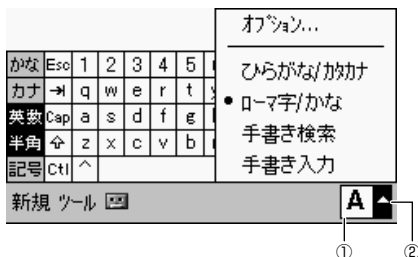 オプション...
ひらがな/カタカナ
ローマ字/かな
手書き検索
手書き入力
かな Esc 1 2 3 4 5
カナ q w e r t
英数 Cap a s d f g
半角 z x c v b
記号 Ctl ^
新規 ツール A
① ②